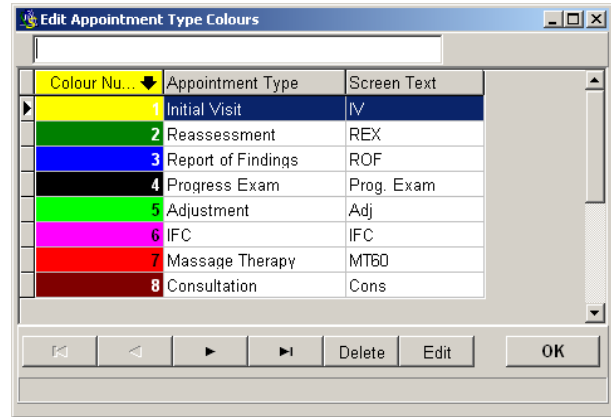 Edit Appointment Type Colours
Colour Nu... Appointment Type Screen Text
1 Initial Visit IV
2 Reassessment REX
3 Report of Findings ROF
4 Progress Exam Prog. Exam
5 Adjustment Adj
6 IFC IFC
7 Massage Therapy MT60
8 Consultation Cons
Delete Edit OK